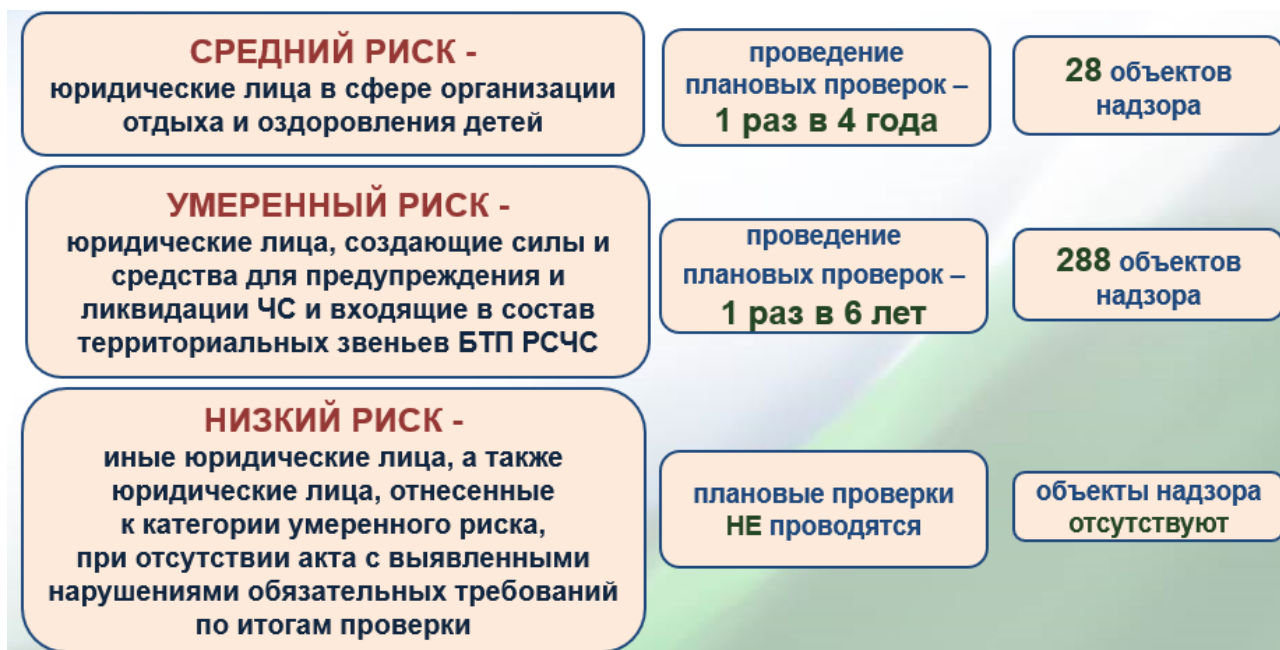 СРЕДНИЙ РИСК -
юридические лица в сфере организации
отдыха и оздоровления детей
проведение
плановых проверок –
1 раз в 4 года
28 объектов
надзора
УМЕРЕННЫЙ РИСК -
юридические лица, создающие силы и
средства для предупреждения и
ликвидации ЧС и входящие в состав
территориальных звеньев БТП РСЧС
проведение
плановых проверок –
1 раз в 6 лет
288 объектов
надзора
НИЗКИЙ РИСК -
иные юридические лица, а также
юридические лица, отнесенные
к категории умеренного риска,
при отсутствии акта с выявленными
нарушениями обязательных требований
по итогам проверки
плановые проверки
НЕ проводятся
объекты надзора
отсутствуют